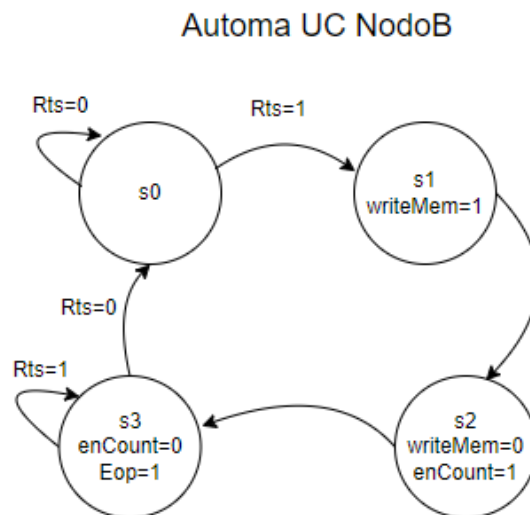 Automa UC NodoB
Rts=0
Rts=1
s0
s1
writeMem=1
Rts=0
Rts=1
s3
enCount=0
Eop=1
s2
writeMem=0
enCount=1